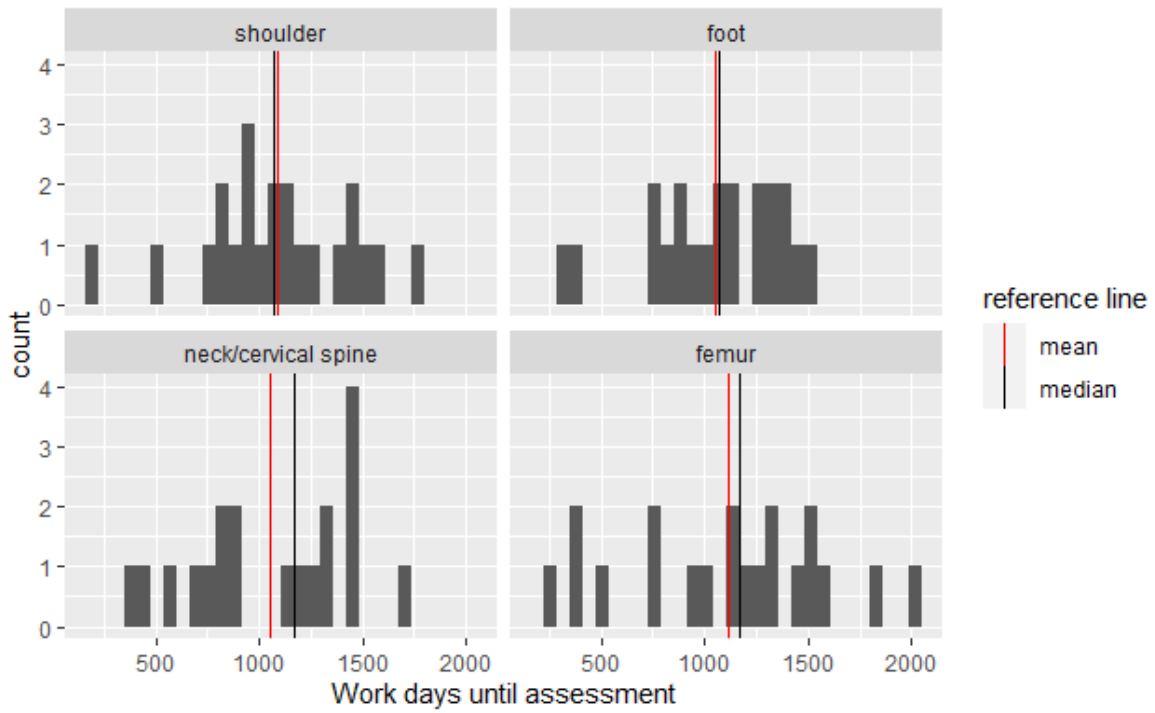 shoulder
foot
4
3
2
1
0
neck/cervical spine
femur
4
3
2
1
0
count
500
1000
1500
2000
500
1000
1500
2000
Work days until assessment
reference line
mean
median